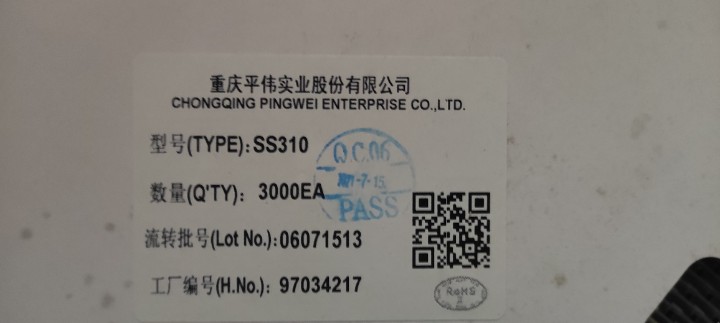 重庆平伟实业股份有限公司
CHONGQING PINGWEI ENTERPRISE CO.,LTD.
型号(TYPE): SS310
Q.C.06
数量(Q'TY): 3000EA
PASS
流转批号(Lot No.): 06071513
工厂编号(H.No.): 97034217
RoHS